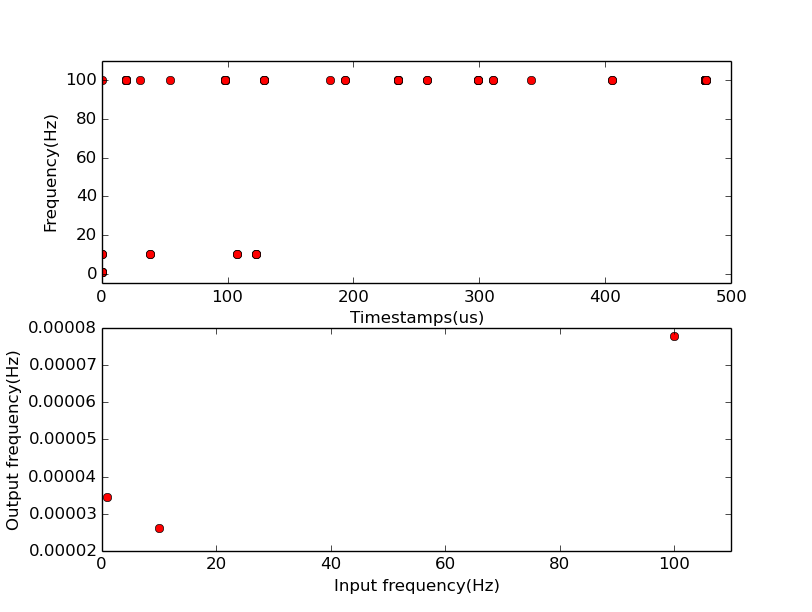 100
80
60
40
20
0
Frequency(Hz)
0 100 200 300 400 500
Timestamps(us)
0.00008
0.00007
0.00006
0.00005
0.00004
0.00003
0.00002
Output frequency(Hz)
0 20 40 60 80 100
Input frequency(Hz)